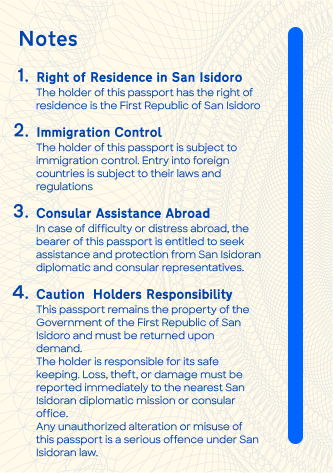 Notes
1. Right of Residence in San Isidoro
The holder of this passport has the right of
residence is the First Republic of San Isidoro
2. Immigration Control
The holder of this passport is subject to
immigration control. Entry into foreign
countries is subject to their laws and
regulations
3. Consular Assistance Abroad
In case of difficulty or distress abroad, the
bearer of this passport is entitled to seek
assistance and protection from San Isidoran
diplomatic and consular representatives.
4. Caution Holders Responsibility
This passport remains the property of the
Government of the First Republic of San
Isidoro and must be returned upon
demand.
The holder is responsible for its safe
keeping. Loss, theft, or damage must be
reported immediately to the nearest San
Isidoran diplomatic mission or consular
office.
Any unauthorized alteration or misuse of
this passport is a serious offence under San
Isidoran law.